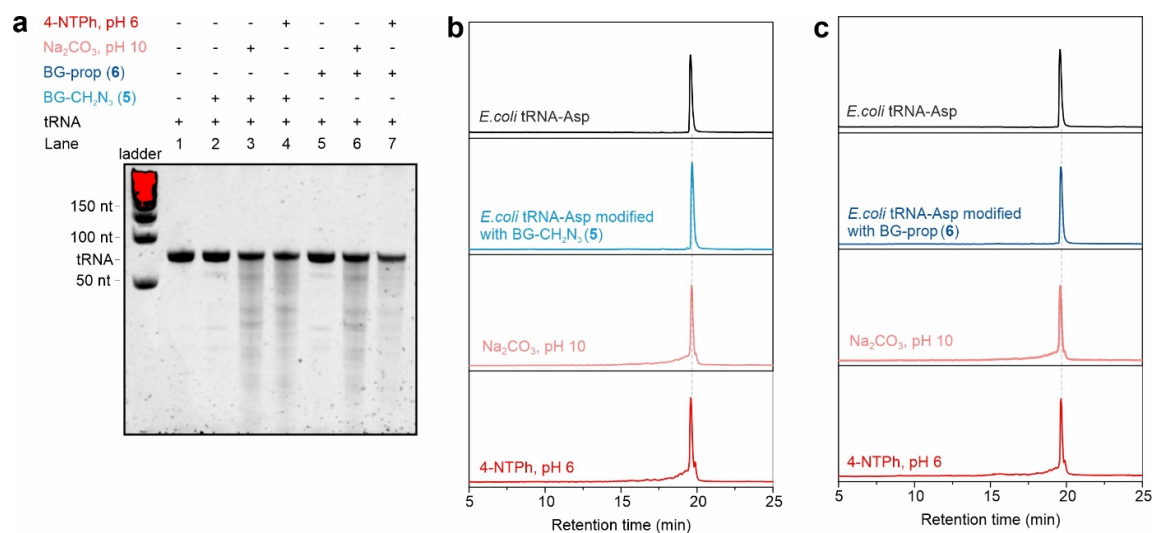 a
4-NTPh, pH 6 - - - + - - +
Na₂CO₃, pH 10 - - + - - + -
BG-prop (6) - - - - + + +
BG-CH₂N₃ (5) - + + + - - -
tRNA + + + + + + +
Lane 1 2 3 4 5 6 7
ladder
150 nt
100 nt
tRNA
50 nt
b
E.coli tRNA-Asp
E.coli tRNA-Asp modified
with BG-CH₂N₃ (5)
Na₂CO₃, pH 10
4-NTPh, pH 6
5 10 15 20 25
Retention time (min)
c
E.coli tRNA-Asp
E.coli tRNA-Asp modified
with BG-prop (6)
Na₂CO₃, pH 10
4-NTPh, pH 6
5 10 15 20 25
Retention time (min)